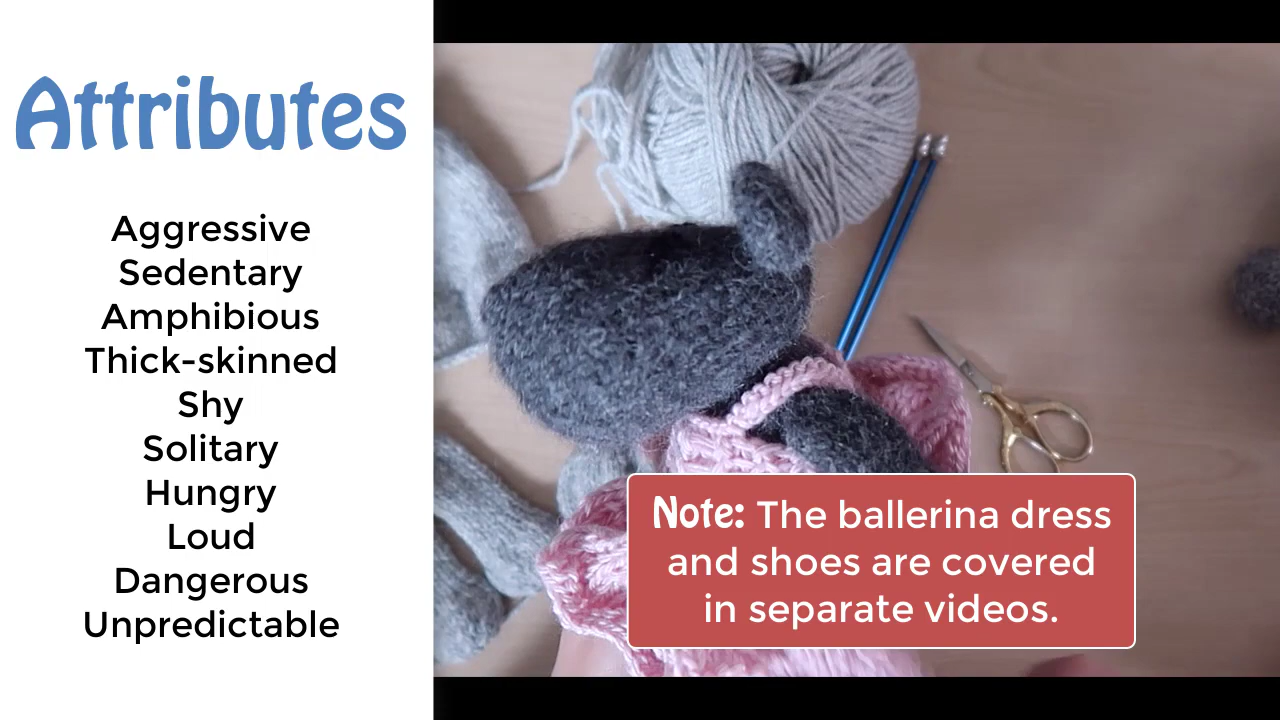 Attributes
Aggressive
Sedentary
Amphibious
Thick-skinned
Shy
Solitary
Hungry
Loud
Dangerous
Unpredictable
Note: The ballerina dress
and shoes are covered
in separate videos.